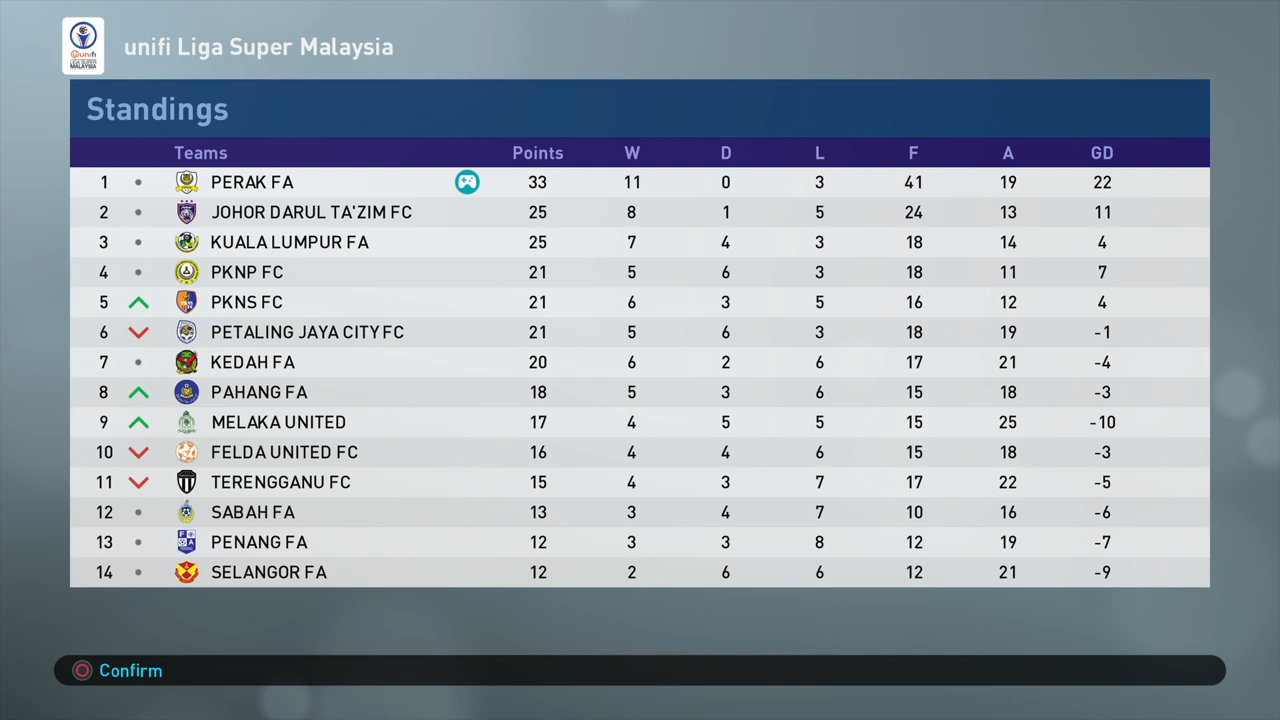 unifi Liga Super Malaysia
unifi
LIGA SUPER
MALAYSIA
Standings
Teams Points W D L F A GD
1 PERAK FA 33 11 0 3 41 19 22
2 JOHOR DARUL TA'ZIM FC 25 8 1 5 24 13 11
3 KUALA LUMPUR FA 25 7 4 3 18 14 4
4 PKNP FC 21 5 6 3 18 11 7
5 PKNS FC 21 6 3 5 16 12 4
6 PETALING JAYA CITY FC 21 5 6 3 18 19 -1
7 KEDAH FA 20 6 2 6 17 21 -4
8 PAHANG FA 18 5 3 6 15 18 -3
9 MELAKA UNITED 17 4 5 5 15 25 -10
10 FELDA UNITED FC 16 4 4 6 15 18 -3
11 TERENGGANU FC 15 4 3 7 17 22 -5
12 SABAH FA 13 3 4 7 10 16 -6
13 PENANG FA 12 3 3 8 12 19 -7
14 SELANGOR FA 12 2 6 6 12 21 -9
Confirm